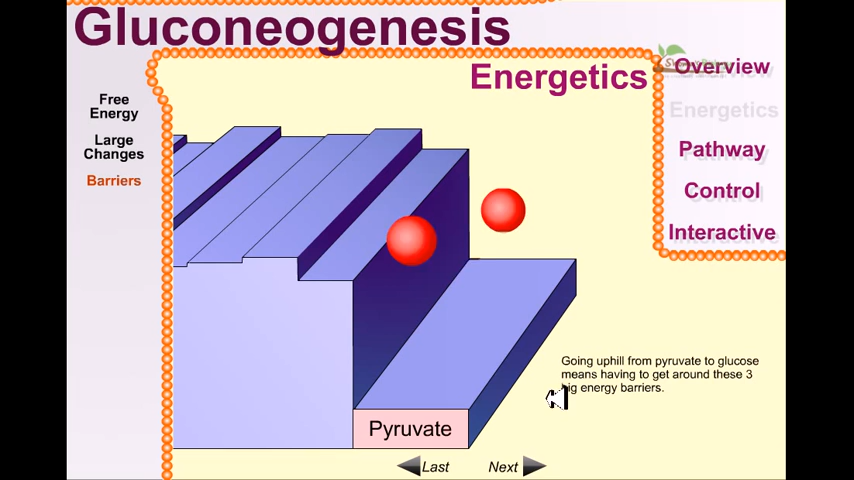 Gluconeogenesis
Energetics
Overview
Energetics
Pathway
Control
Interactive
Free
Energy
Large
Changes
Barriers
Going uphill from pyruvate to glucose
means having to get around these 3
big energy barriers.
Pyruvate
Last
Next